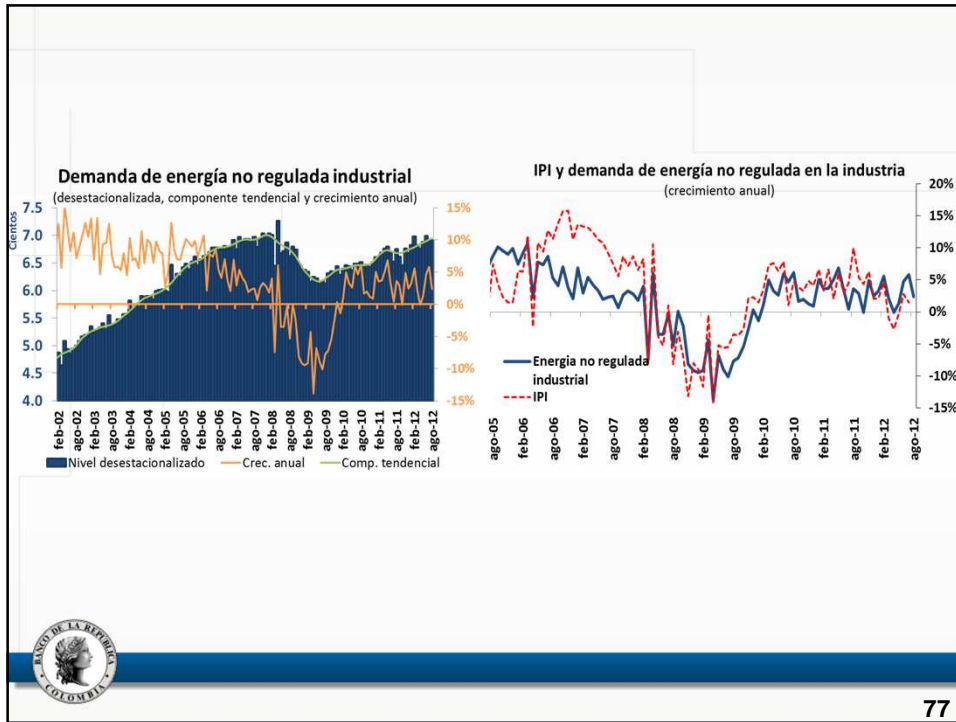 Demanda de energía no regulada industrial
(desestacionalizada, componente tendencial y crecimiento anual)
Cientos
7.5
7.0
6.5
6.0
5.5
5.0
4.5
4.0
15%
10%
5%
0%
-5%
-10%
-15%
feb-02
ago-02
feb-03
ago-03
feb-04
ago-04
feb-05
ago-05
feb-06
ago-06
feb-07
ago-07
feb-08
ago-08
feb-09
ago-09
feb-10
ago-10
feb-11
ago-11
feb-12
ago-12
Nivel desestacionalizado
Crec. anual
Comp. tendencial
IPI y demanda de energía no regulada en la industria
(crecimiento anual)
20%
15%
10%
5%
0%
-5%
-10%
-15%
Energia no regulada
industrial
IPI
ago-05
feb-06
ago-06
feb-07
ago-07
feb-08
ago-08
feb-09
ago-09
feb-10
ago-10
feb-11
ago-11
feb-12
ago-12
BANCO DE LA REPÚBLICA
COLOMBIA
77